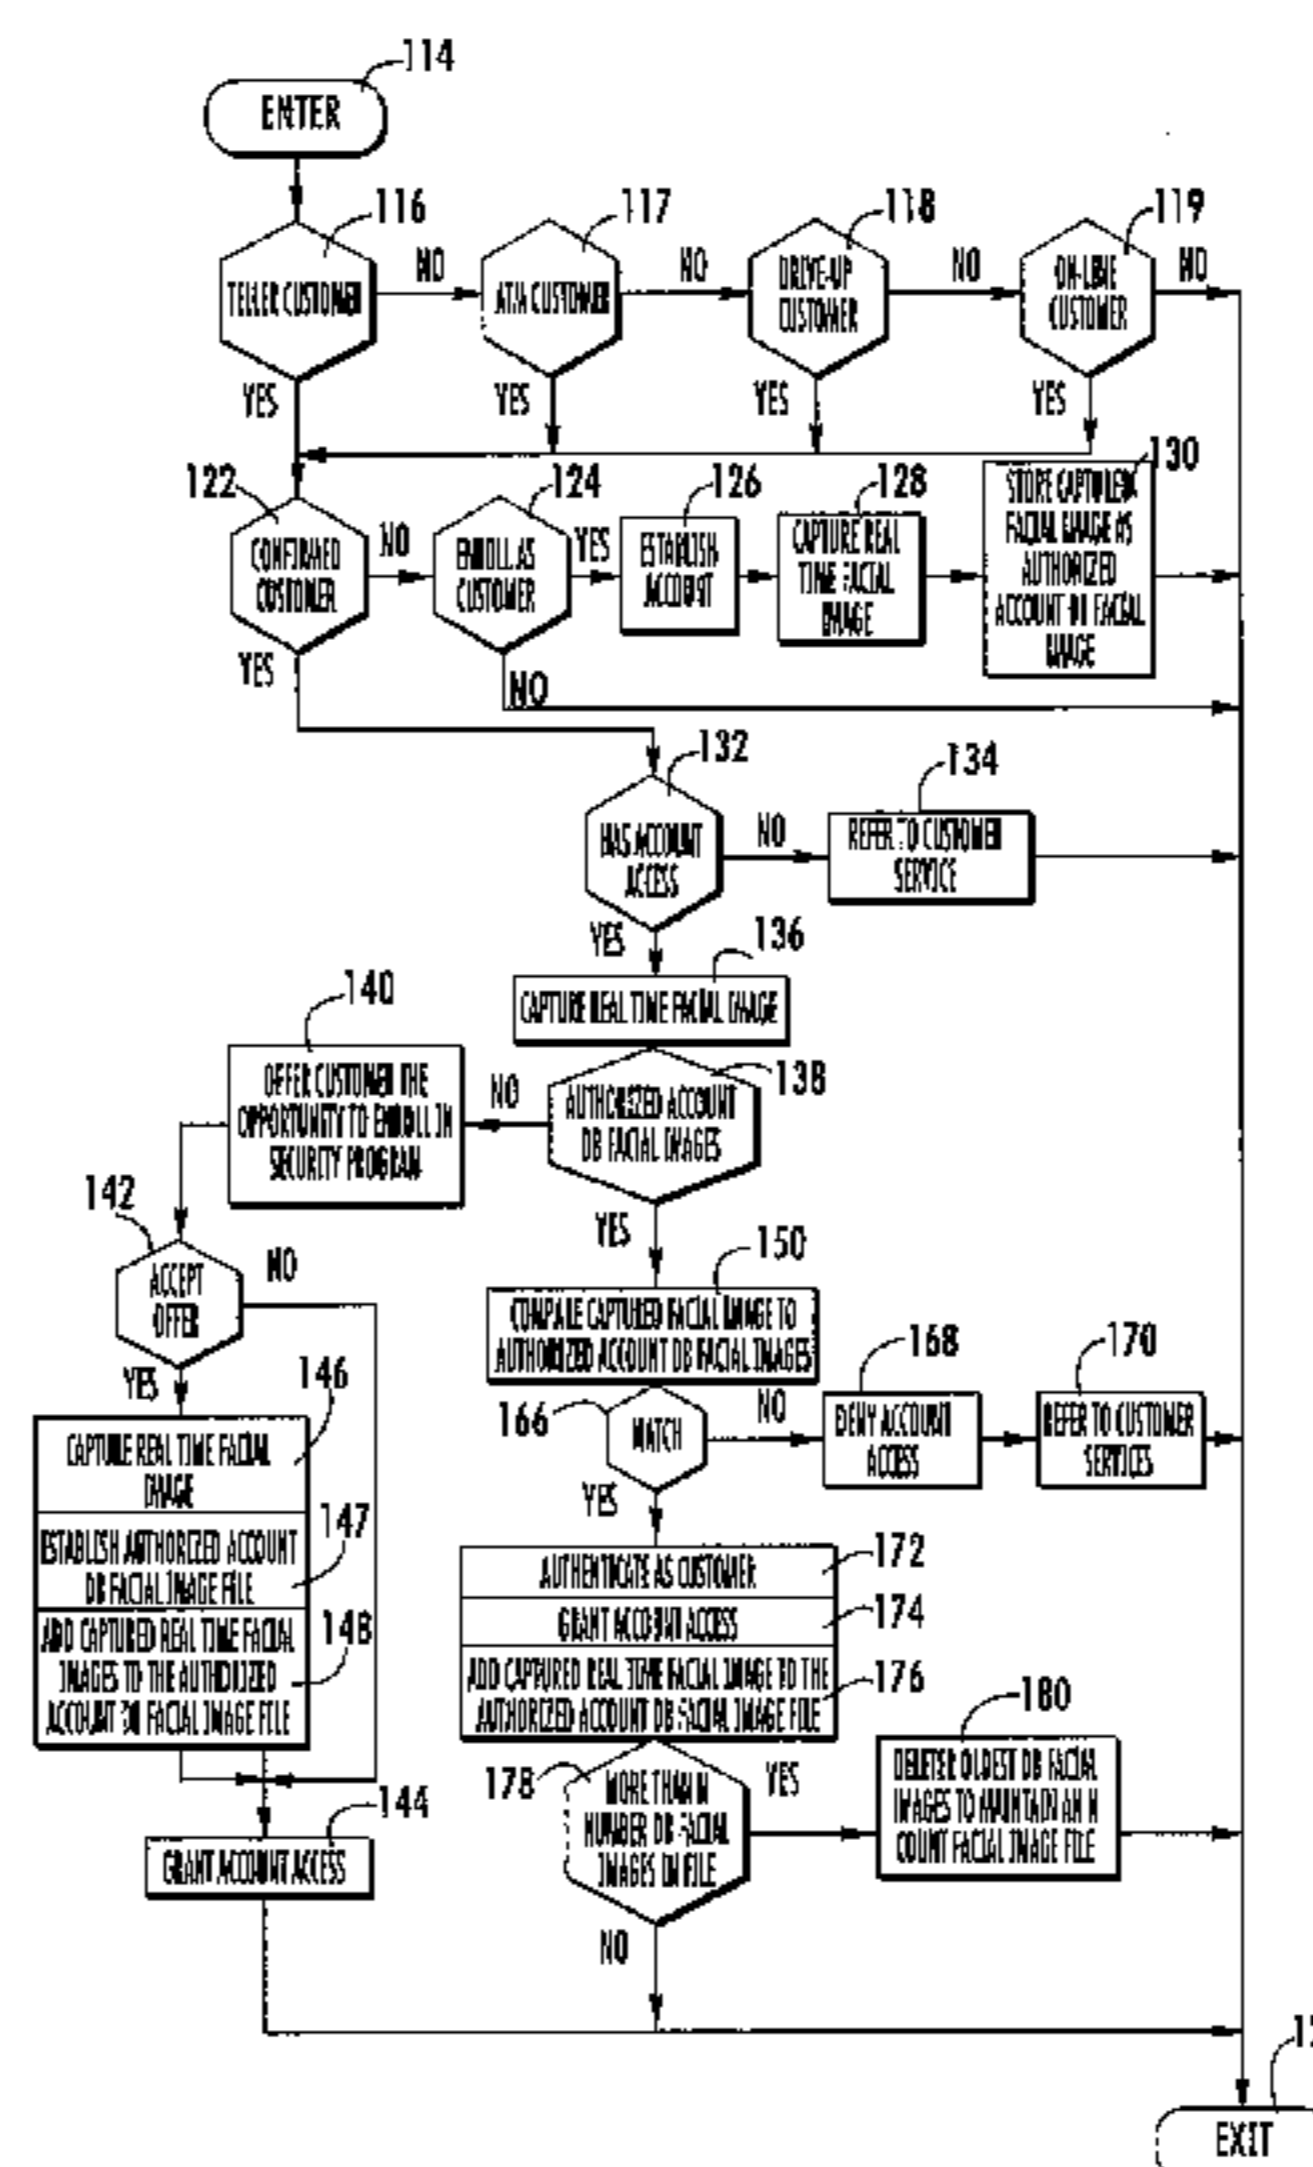 114
ENTER
116
117
118
119
TELLER CUSTOMER
NO
ATM CUSTOMER
NO
DRIVE-UP
CUSTOMER
NO
ON-LINE
CUSTOMER
NO
YES
YES
YES
YES
122
124
126
128
130
CONFIRMED
CUSTOMER
NO
ENROLL AS
CUSTOMER
YES
ESTABLISH
ACCOUNT
CAPTURE REAL
TIME FACIAL
IMAGE
STORE CAPTURED
FACIAL IMAGE AS
AUTHORIZED
ACCOUNT DB FACIAL
IMAGE
YES
NO
132
134
HAS ACCOUNT
ACCESS
NO
REFER TO CUSTOMER
SERVICE
YES
136
CAPTURE REAL TIME FACIAL IMAGE
140
138
OFFER CUSTOMER THE
OPPORTUNITY TO ENROLL IN
SECURITY PROGRAM
NO
AUTHORIZED ACCOUNT
DB FACIAL IMAGES
YES
142
ACCEPT
OFFER
NO
YES
150
COMPARE CAPTURED FACIAL IMAGE TO
AUTHORIZED ACCOUNT DB FACIAL IMAGES
166
MATCH
NO
168
DENY ACCOUNT
ACCESS
170
REFER TO CUSTOMER
SERVICES
YES
146
CAPTURE REAL TIME FACIAL
IMAGE
147
ESTABLISH AUTHORIZED ACCOUNT
DB FACIAL IMAGE FILE
148
ADD CAPTURED REAL TIME FACIAL
IMAGES TO THE AUTHORIZED
ACCOUNT DB FACIAL IMAGE FILE
AUTHENTICATE AS CUSTOMER
172
GRANT ACCOUNT ACCESS
174
ADD CAPTURED REAL TIME FACIAL IMAGE TO THE
AUTHORIZED ACCOUNT DB FACIAL IMAGE FILE
176
178
MORE THAN N
NUMBER DB FACIAL
IMAGES IN FILE
YES
180
DELETER OLDEST DB FACIAL
IMAGES TO MAINTAIN AN N
COUNT FACIAL IMAGE FILE
NO
144
GRANT ACCOUNT ACCESS
EXIT